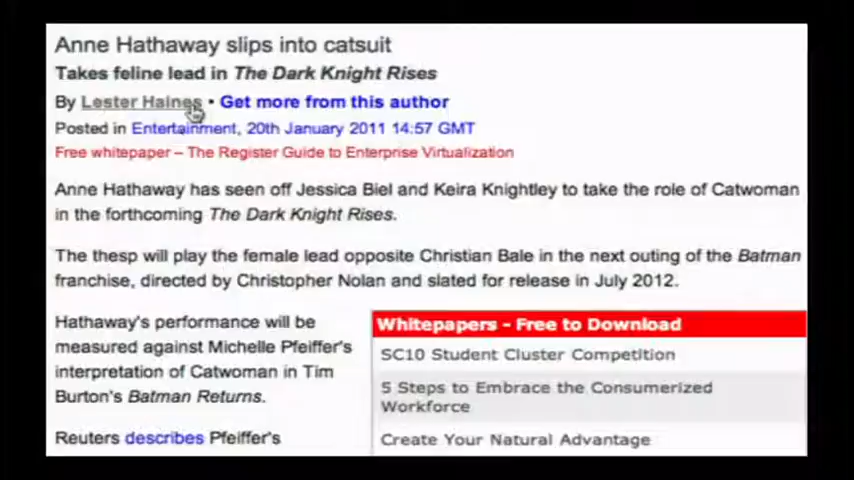 Anne Hathaway slips into catsuit
Takes feline lead in The Dark Knight Rises
By Lester Haines • Get more from this author
Posted in Entertainment, 20th January 2011 14:57 GMT
Free whitepaper – The Register Guide to Enterprise Virtualization
Anne Hathaway has seen off Jessica Biel and Keira Knightley to take the role of Catwoman
in the forthcoming The Dark Knight Rises.
The thesp will play the female lead opposite Christian Bale in the next outing of the Batman
franchise, directed by Christopher Nolan and slated for release in July 2012.
Hathaway's performance will be
measured against Michelle Pfeiffer's
interpretation of Catwoman in Tim
Burton's Batman Returns.
Reuters describes Pfeiffer's
Whitepapers - Free to Download
SC10 Student Cluster Competition
5 Steps to Embrace the Consumerized
Workforce
Create Your Natural Advantage